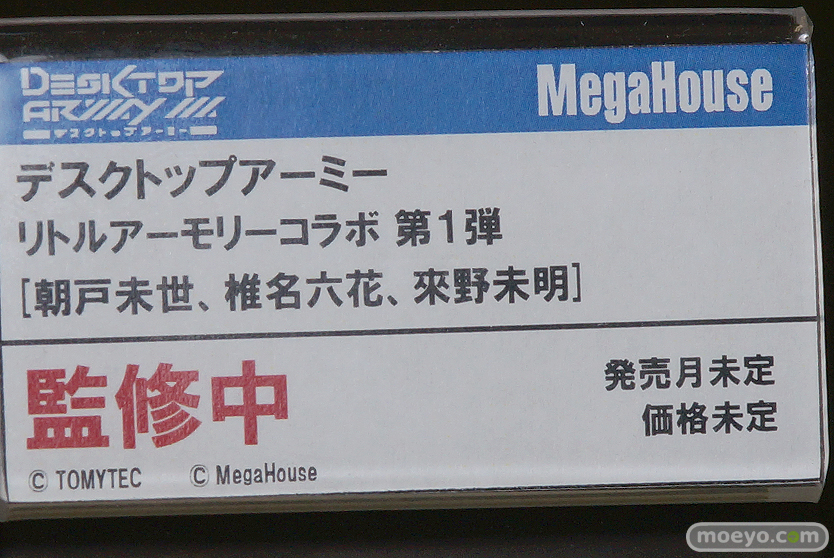 DESKTOP
ARMY
デスクトップアーミー
MegaHouse
デスクトップアーミー
リトルアーモリーコラボ 第1弾
[朝戸未世、椎名六花、來野未明]
監修中
発売月未定
価格未定
© TOMYTEC © MegaHouse
moeyo.com